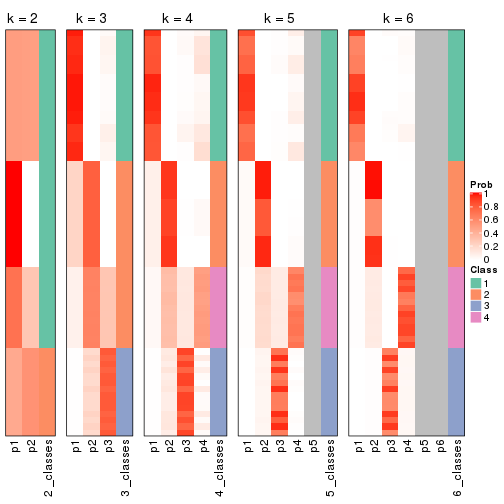 k = 2
k = 3
k = 4
k = 5
k = 6
Prob
1
0.8
0.6
0.4
0.2
0
Class
1
2
3
4
p1
p2
2_classes
p1
p2
p3
3_classes
p1
p2
p3
p4
4_classes
p1
p2
p3
p4
p5
5_classes
p1
p2
p3
p4
p5
p6
6_classes